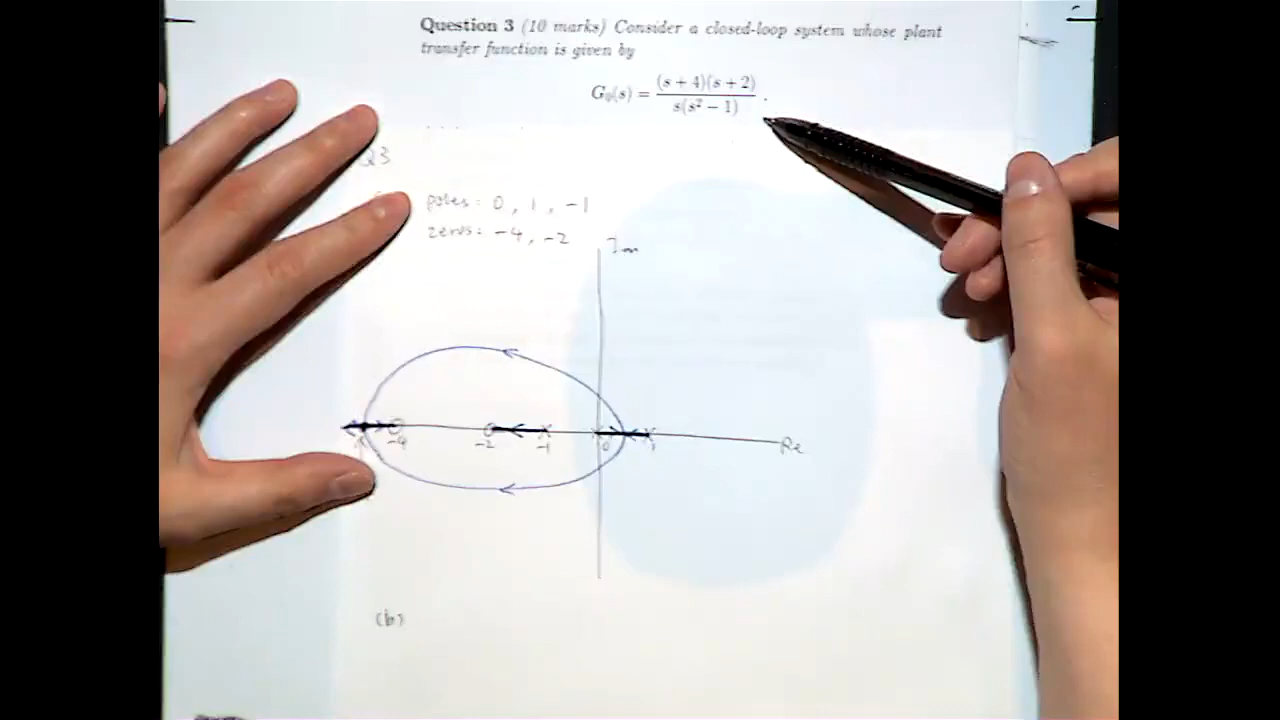 Question 3 (10 marks) Consider a closed-loop system whose plant
transfer function is given by
G₀(s) = (s + 4)(s + 2) / s(s² − 1) .
Q3
poles: 0, 1, -1
zeros: -4, -2
Im
-4 -2 -1 0 1 Re
(b)